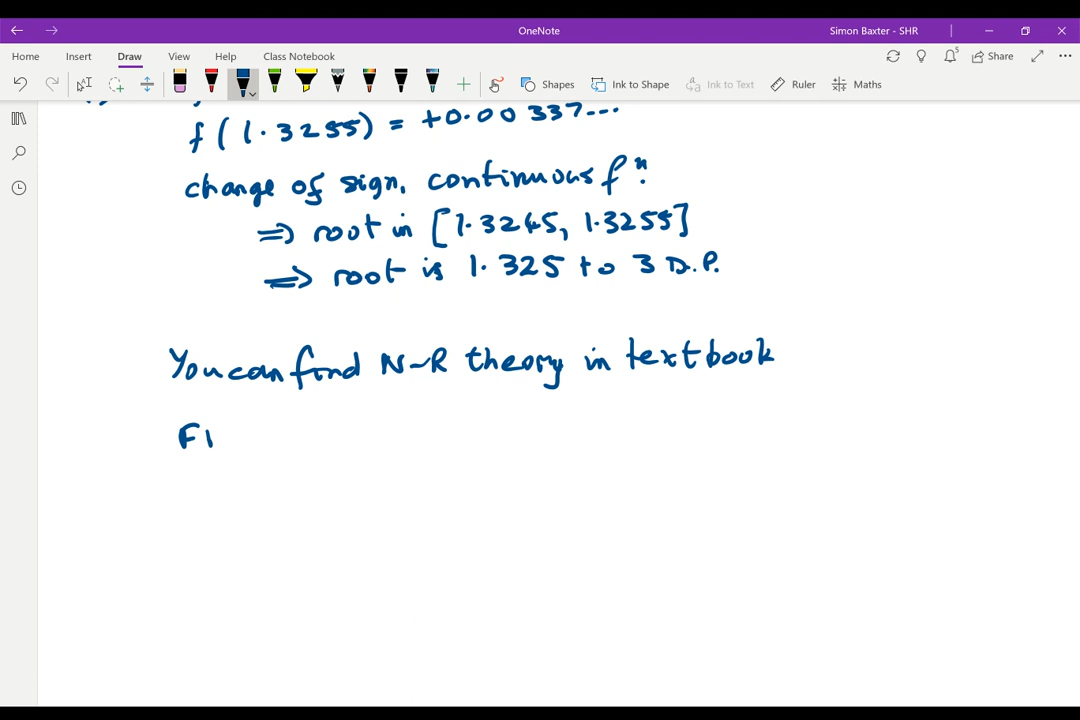 OneNote
Simon Baxter - SHR
Home Insert Draw View Help Class Notebook
5 Share
Shapes Ink to Shape Ink to Text Ruler Maths
f(1.3255) = +0.00337...
change of sign, continuous fⁿ.
⇒ root in [1.3245, 1.3255]
⇒ root is 1.325 to 3 D.P.
You can find N-R theory in textbook
FI